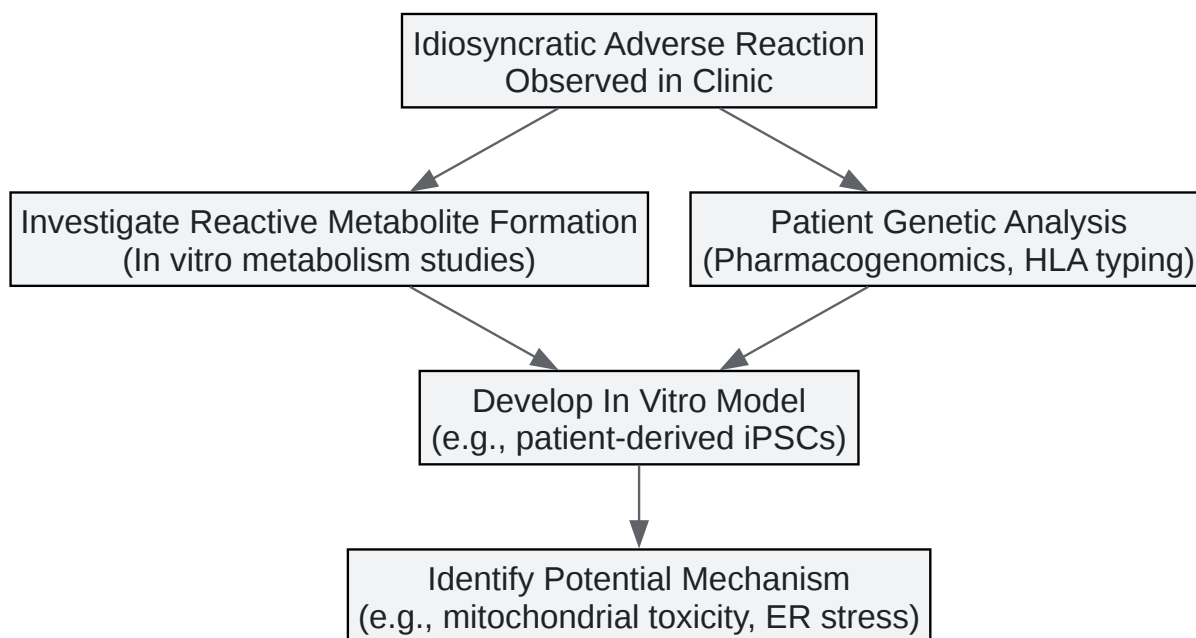 Idiosyncratic Adverse Reaction
Observed in Clinic
Investigate Reactive Metabolite Formation
(In vitro metabolism studies)
Patient Genetic Analysis
(Pharmacogenomics, HLA typing)
Develop In Vitro Model
(e.g., patient-derived iPSCs)
Identify Potential Mechanism
(e.g., mitochondrial toxicity, ER stress)